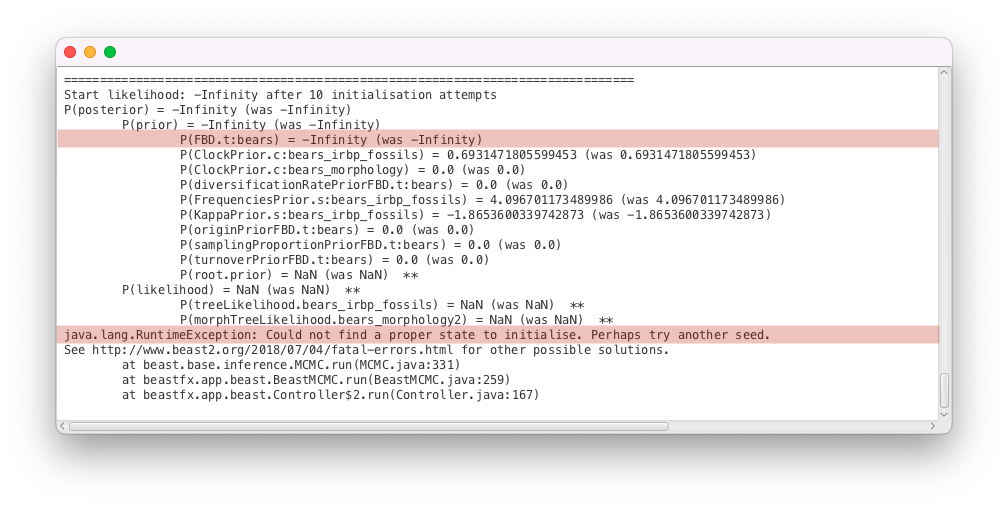 ===============================================================================
Start likelihood: -Infinity after 10 initialisation attempts
P(posterior) = -Infinity (was -Infinity)
P(prior) = -Infinity (was -Infinity)
P(FBD.t:bears) = -Infinity (was -Infinity)
P(ClockPrior.c:bears_irbp_fossils) = 0.6931471805599453 (was 0.6931471805599453)
P(ClockPrior.c:bears_morphology) = 0.0 (was 0.0)
P(diversificationRatePriorFBD.t:bears) = 0.0 (was 0.0)
P(FrequenciesPrior.s:bears_irbp_fossils) = 4.096701173489986 (was 4.096701173489986)
P(KappaPrior.s:bears_irbp_fossils) = -1.8653600339742873 (was -1.8653600339742873)
P(originPriorFBD.t:bears) = 0.0 (was 0.0)
P(samplingProportionPriorFBD.t:bears) = 0.0 (was 0.0)
P(turnoverPriorFBD.t:bears) = 0.0 (was 0.0)
P(root.prior) = NaN (was NaN)  **
P(likelihood) = NaN (was NaN)  **
P(treeLikelihood.bears_irbp_fossils) = NaN (was NaN)  **
P(morphTreeLikelihood.bears_morphology2) = NaN (was NaN)  **
java.lang.RuntimeException: Could not find a proper state to initialise. Perhaps try another seed.
See http://www.beast2.org/2018/07/04/fatal-errors.html for other possible solutions.
at beast.base.inference.MCMC.run(MCMC.java:331)
at beastfx.app.beast.BeastMCMC.run(BeastMCMC.java:259)
at beastfx.app.beast.Controller$2.run(Controller.java:167)